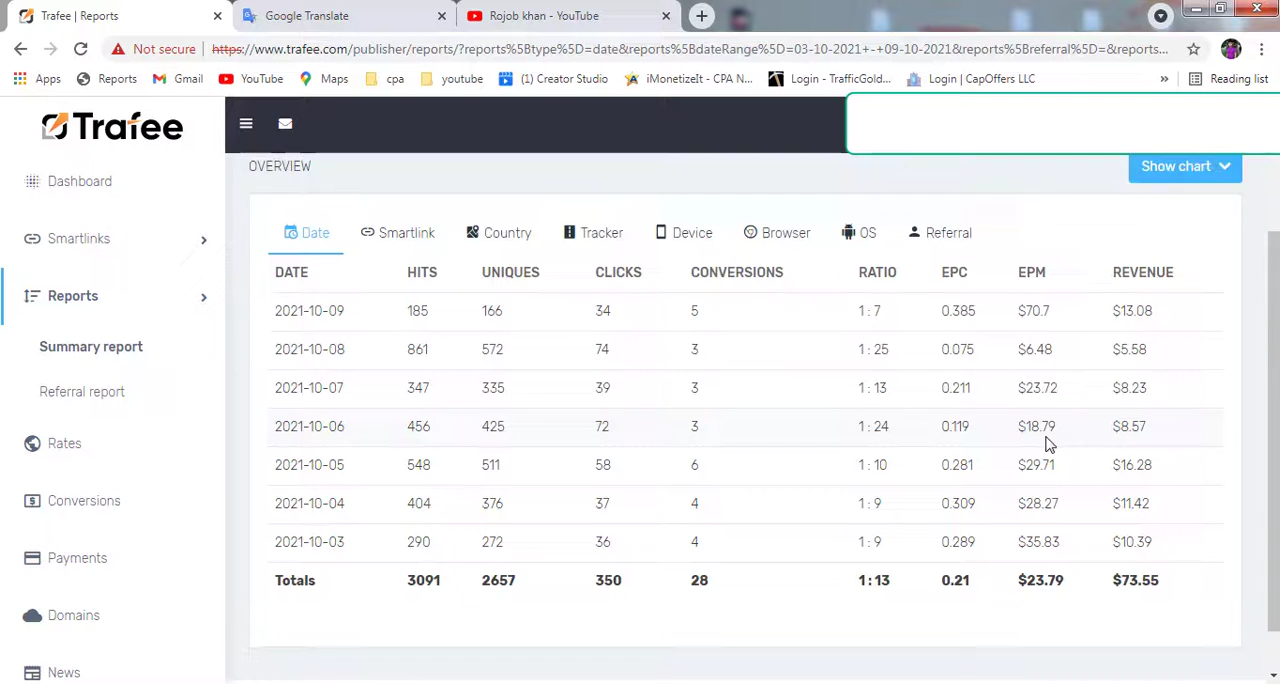 Trafee | Reports
Google Translate
Rojob khan - YouTube
Not secure https://www.trafee.com/publisher/reports/?reports%5Btype%5D=date&reports%5BdateRange%5D=03-10-2021+-+09-10-2021&reports%5Breferral%5D=&reports...
Apps Reports Gmail YouTube Maps cpa youtube (1) Creator Studio iMonetizeIt - CPA N... Login - TrafficGold... Login | CapOffers LLC » Reading list
Trafee
OVERVIEW
Show chart
Dashboard
Smartlinks
Reports
Summary report
Referral report
Rates
Conversions
Payments
Domains
News
Date Smartlink Country Tracker Device Browser OS Referral
DATE HITS UNIQUES CLICKS CONVERSIONS RATIO EPC EPM REVENUE
2021-10-09 185 166 34 5 1 : 7 0.385 $70.7 $13.08
2021-10-08 861 572 74 3 1 : 25 0.075 $6.48 $5.58
2021-10-07 347 335 39 3 1 : 13 0.211 $23.72 $8.23
2021-10-06 456 425 72 3 1 : 24 0.119 $18.79 $8.57
2021-10-05 548 511 58 6 1 : 10 0.281 $29.71 $16.28
2021-10-04 404 376 37 4 1 : 9 0.309 $28.27 $11.42
2021-10-03 290 272 36 4 1 : 9 0.289 $35.83 $10.39
Totals 3091 2657 350 28 1 : 13 0.21 $23.79 $73.55